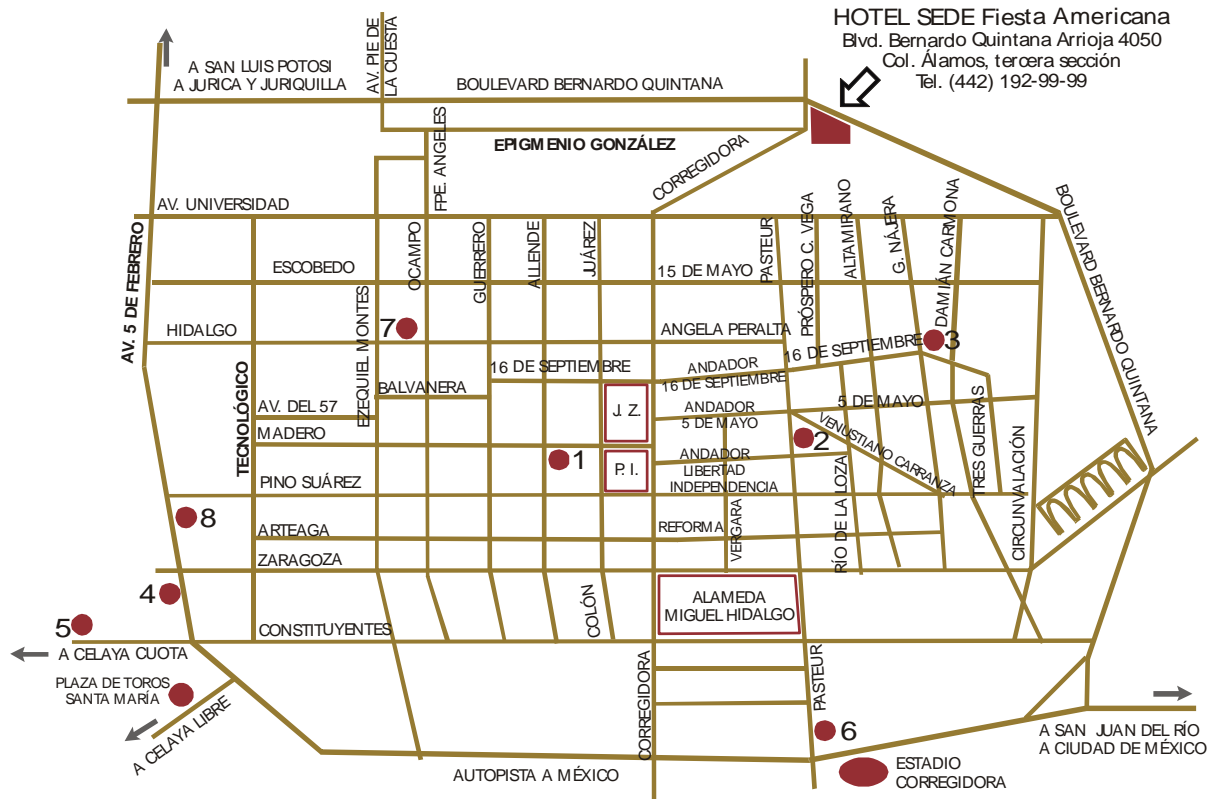 HOTEL SEDE Fiesta Americana
Blvd. Bernardo Quintana Arrioja 4050
Col. Álamos, tercera sección
Tel. (442) 192-99-99
A SAN LUIS POTOSI
A JURICA Y JURIQUILLA
AV. PIE DE
LA CUESTA
BOULEVARD BERNARDO QUINTANA
FPE. ANGELES
EPIGMENIO GONZÁLEZ
CORREGIDORA
AV. UNIVERSIDAD
BOULEVARD BERNARDO QUINTANA
AV. 5 DE FEBRERO
OCAMPO
GUERRERO
ALLENDE
JUÁREZ
PASTEUR
PRÓSPERO C. VEGA
ALTAMIRANO
G. NÁJERA
DAMIÁN CARMONA
ESCOBEDO
15 DE MAYO
EZEQUIEL MONTES
7
HIDALGO
ANGELA PERALTA
16 DE SEPTIEMBRE
3
16 DE SEPTIEMBRE
ANDADOR
16 DE SEPTIEMBRE
BALVANERA
TECNOLÓGICO
AV. DEL 57
J. Z.
ANDADOR
5 DE MAYO
5 DE MAYO
VENUSTIANO CARRANZA
TRES GUERRAS
CIRCUNVALACIÓN
MADERO
1
P. I.
ANDADOR
LIBERTAD
2
PINO SUÁREZ
INDEPENDENCIA
RÍO DE LA LOZA
VERGARA
8
ARTEAGA
REFORMA
ZARAGOZA
4
COLÓN
ALAMEDA
MIGUEL HIDALGO
5
CONSTITUYENTES
A CELAYA CUOTA
PLAZA DE TOROS
SANTA MARÍA
A CELAYA LIBRE
CORREGIDORA
PASTEUR
6
A SAN JUAN DEL RÍO
A CIUDAD DE MÉXICO
AUTOPISTA A MÉXICO
ESTADIO
CORREGIDORA